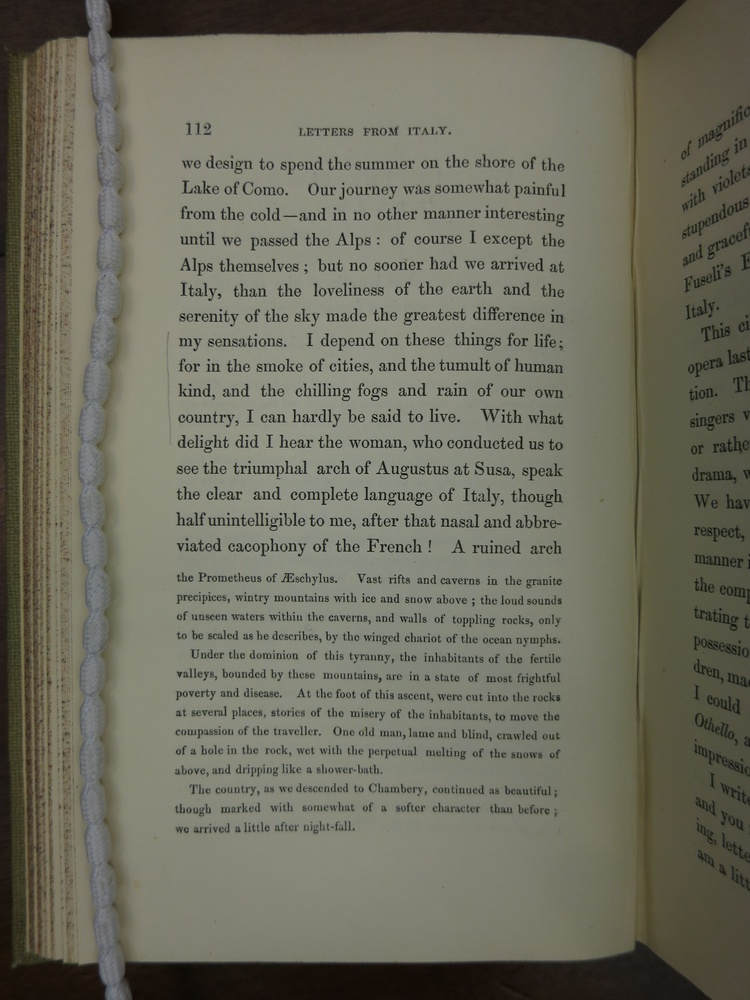 112
LETTERS FROM ITALY.
we design to spend the summer on the shore of the
Lake of Como. Our journey was somewhat painful
from the cold—and in no other manner interesting
until we passed the Alps : of course I except the
Alps themselves ; but no sooner had we arrived at
Italy, than the loveliness of the earth and the
serenity of the sky made the greatest difference in
my sensations. I depend on these things for life;
for in the smoke of cities, and the tumult of human
kind, and the chilling fogs and rain of our own
country, I can hardly be said to live. With what
delight did I hear the woman, who conducted us to
see the triumphal arch of Augustus at Susa, speak
the clear and complete language of Italy, though
half unintelligible to me, after that nasal and abbre-
viated cacophony of the French ! A ruined arch
the Prometheus of Æschylus. Vast rifts and caverns in the granite
precipices, wintry mountains with ice and snow above ; the loud sounds
of unseen waters within the caverns, and walls of toppling rocks, only
to be scaled as he describes, by the winged chariot of the ocean nymphs.
Under the dominion of this tyranny, the inhabitants of the fertile
valleys, bounded by these mountains, are in a state of most frightful
poverty and disease. At the foot of this ascent, were cut into the rocks
at several places, stories of the misery of the inhabitants, to move the
compassion of the traveller. One old man, lame and blind, crawled out
of a hole in the rock, wet with the perpetual melting of the snows of
above, and dripping like a shower-bath.
The country, as we descended to Chambery, continued as beautiful ;
though marked with somewhat of a softer character than before ;
we arrived a little after night-fall.
of
standing in
with
stupendous
and
Fuseli's
Italy.
This
opera last
tion.
singers
or
drama,
We
respect,
manner
the
trating
I could
Othello,
I
and you
ing,
am a